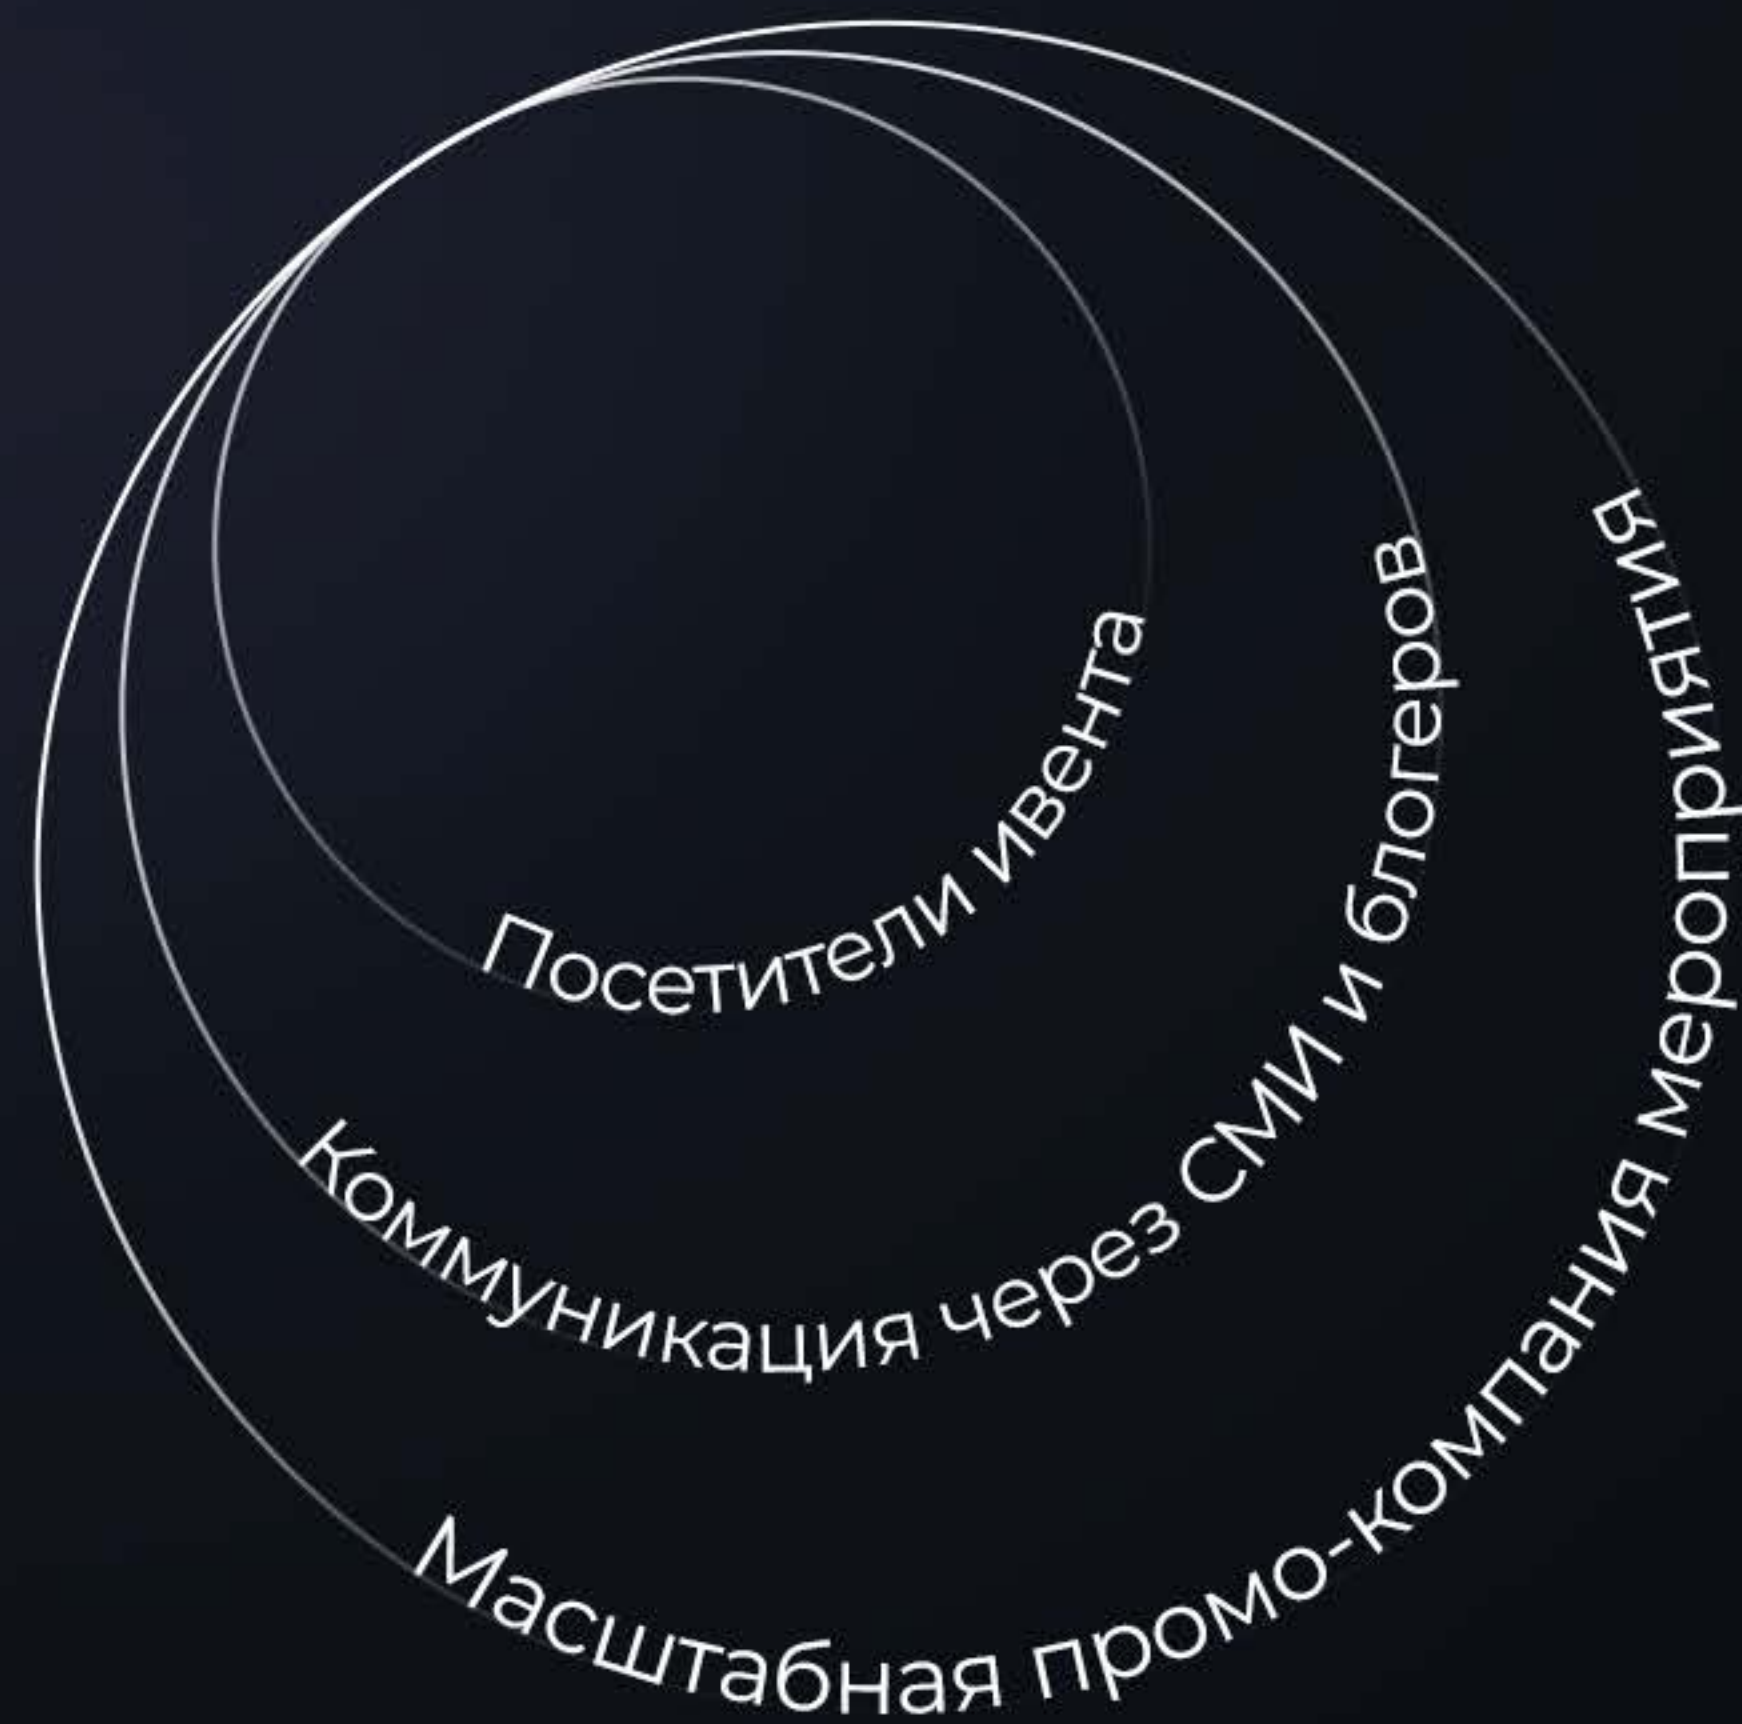 Посетители ивента
Коммуникация через СМИ и блогеров
Масштабная промо-компания мероприятия